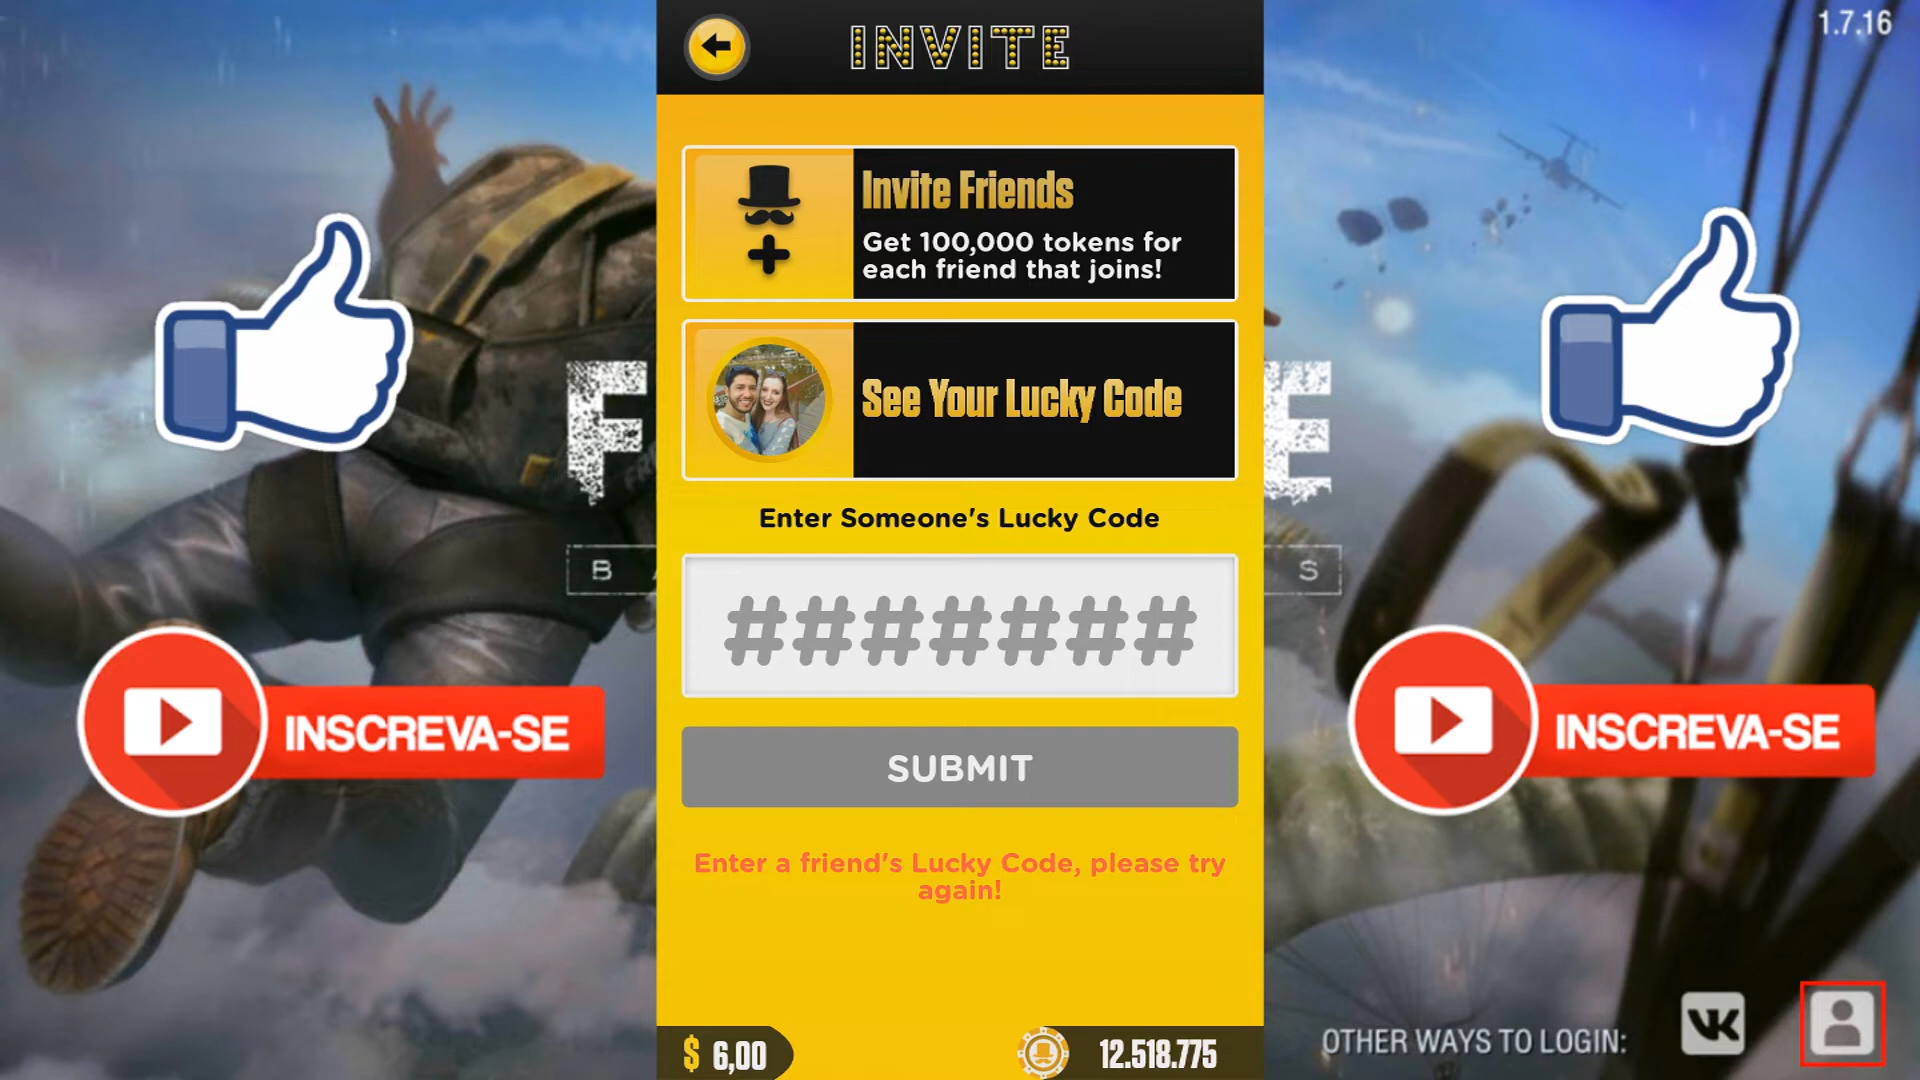 1.7.16
INVITE
Invite Friends
Get 100,000 tokens for
each friend that joins!
See Your Lucky Code
F
E
Enter Someone's Lucky Code
B
S
#######
INSCREVA-SE
INSCREVA-SE
SUBMIT
Enter a friend's Lucky Code, please try
again!
OTHER WAYS TO LOGIN:
VK
$ 6,00
12.518.775